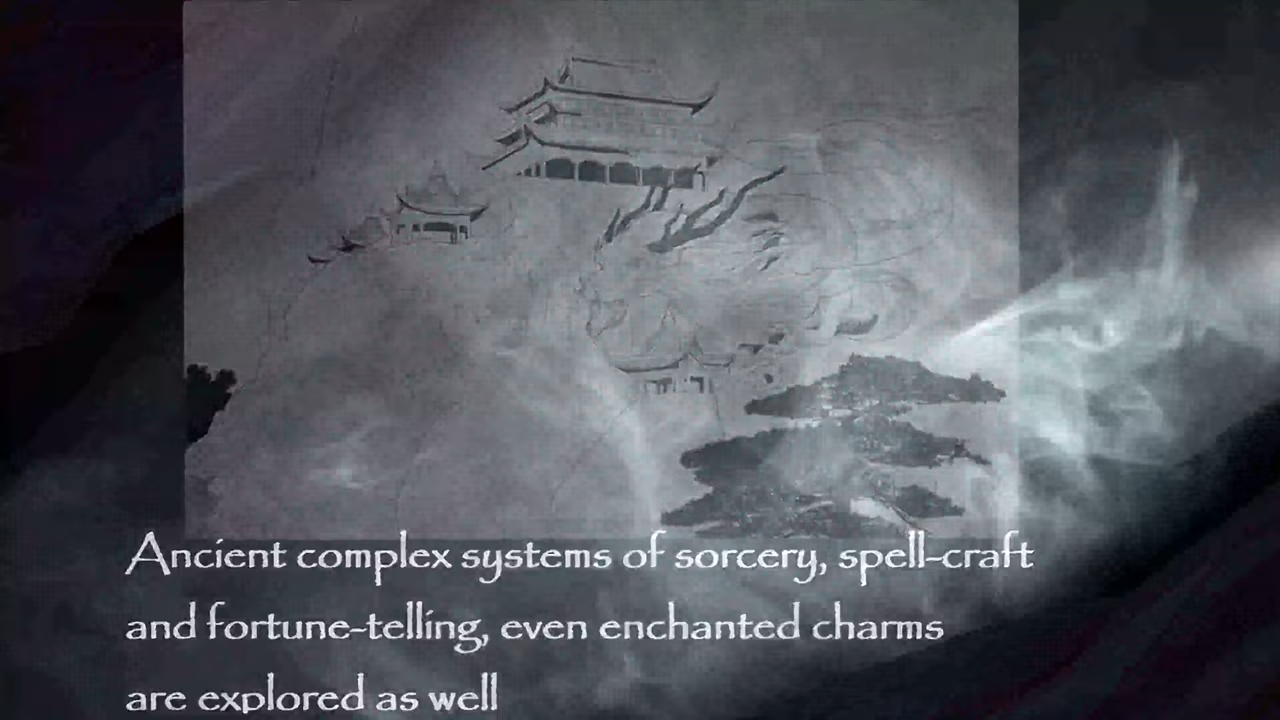 Ancient complex systems of sorcery, spell-craft
and fortune-telling, even enchanted charms
are explored as well